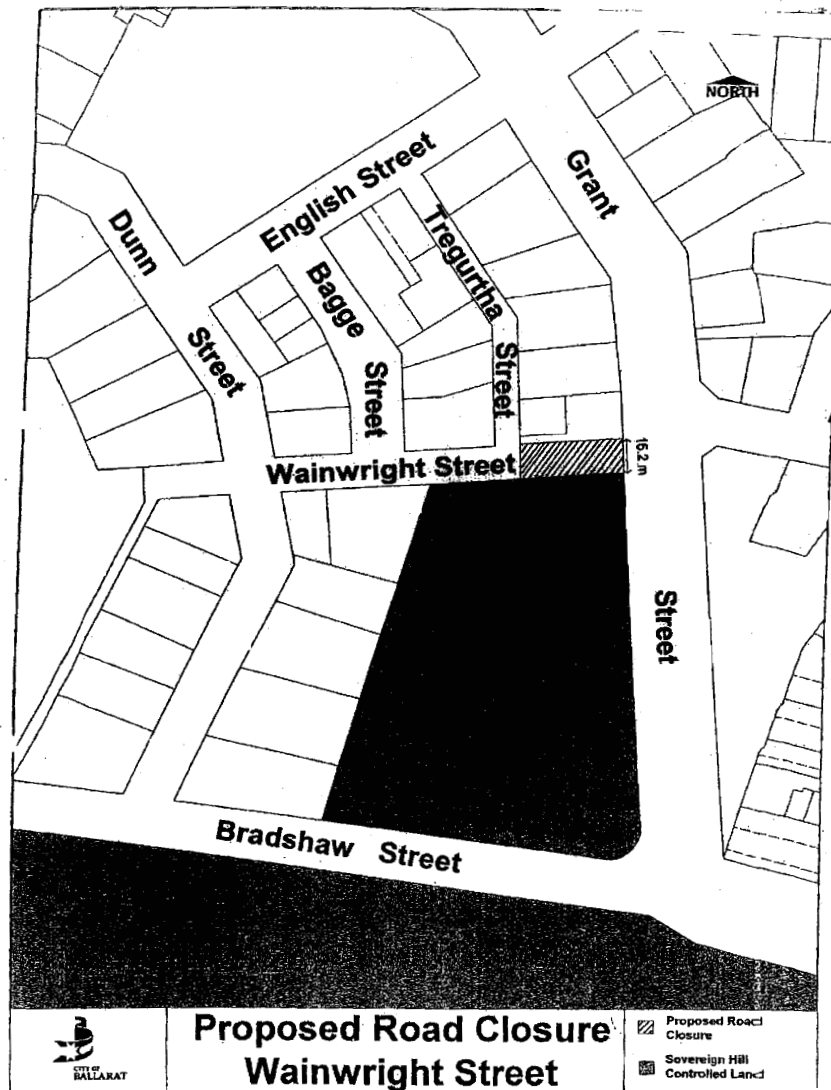 NORTH
English Street
Grant
Dunn
Tregurtha
Bagge
Street
Street
Street
Wainwright Street
16.2.m
Street
Bradshaw Street
CITY OF
BALLARAT
Proposed Road Closure
Wainwright Street
Proposed Road
Closure
Sovereign Hill
Controlled Land